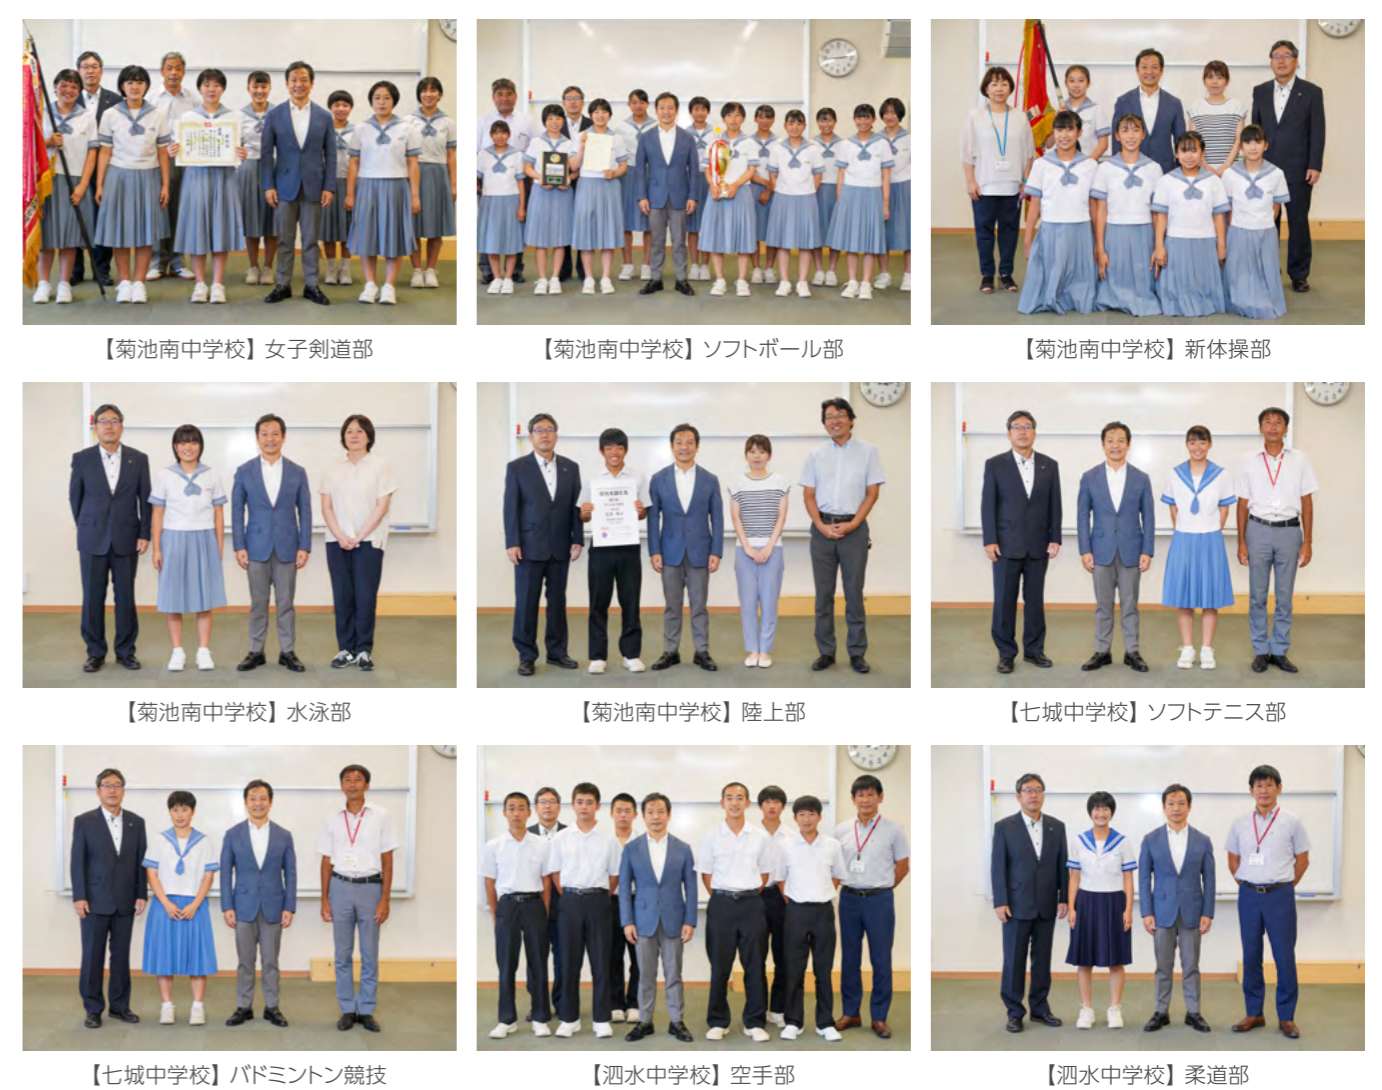 【菊池南中学校】 女子剣道部
【菊池南中学校】 ソフトボール部
【菊池南中学校】 新体操部
【菊池南中学校】 水泳部
【菊池南中学校】 陸上部
【七城中学校】 ソフトテニス部
【七城中学校】 バドミントン競技
【泗水中学校】 空手部
【泗水中学校】 柔道部